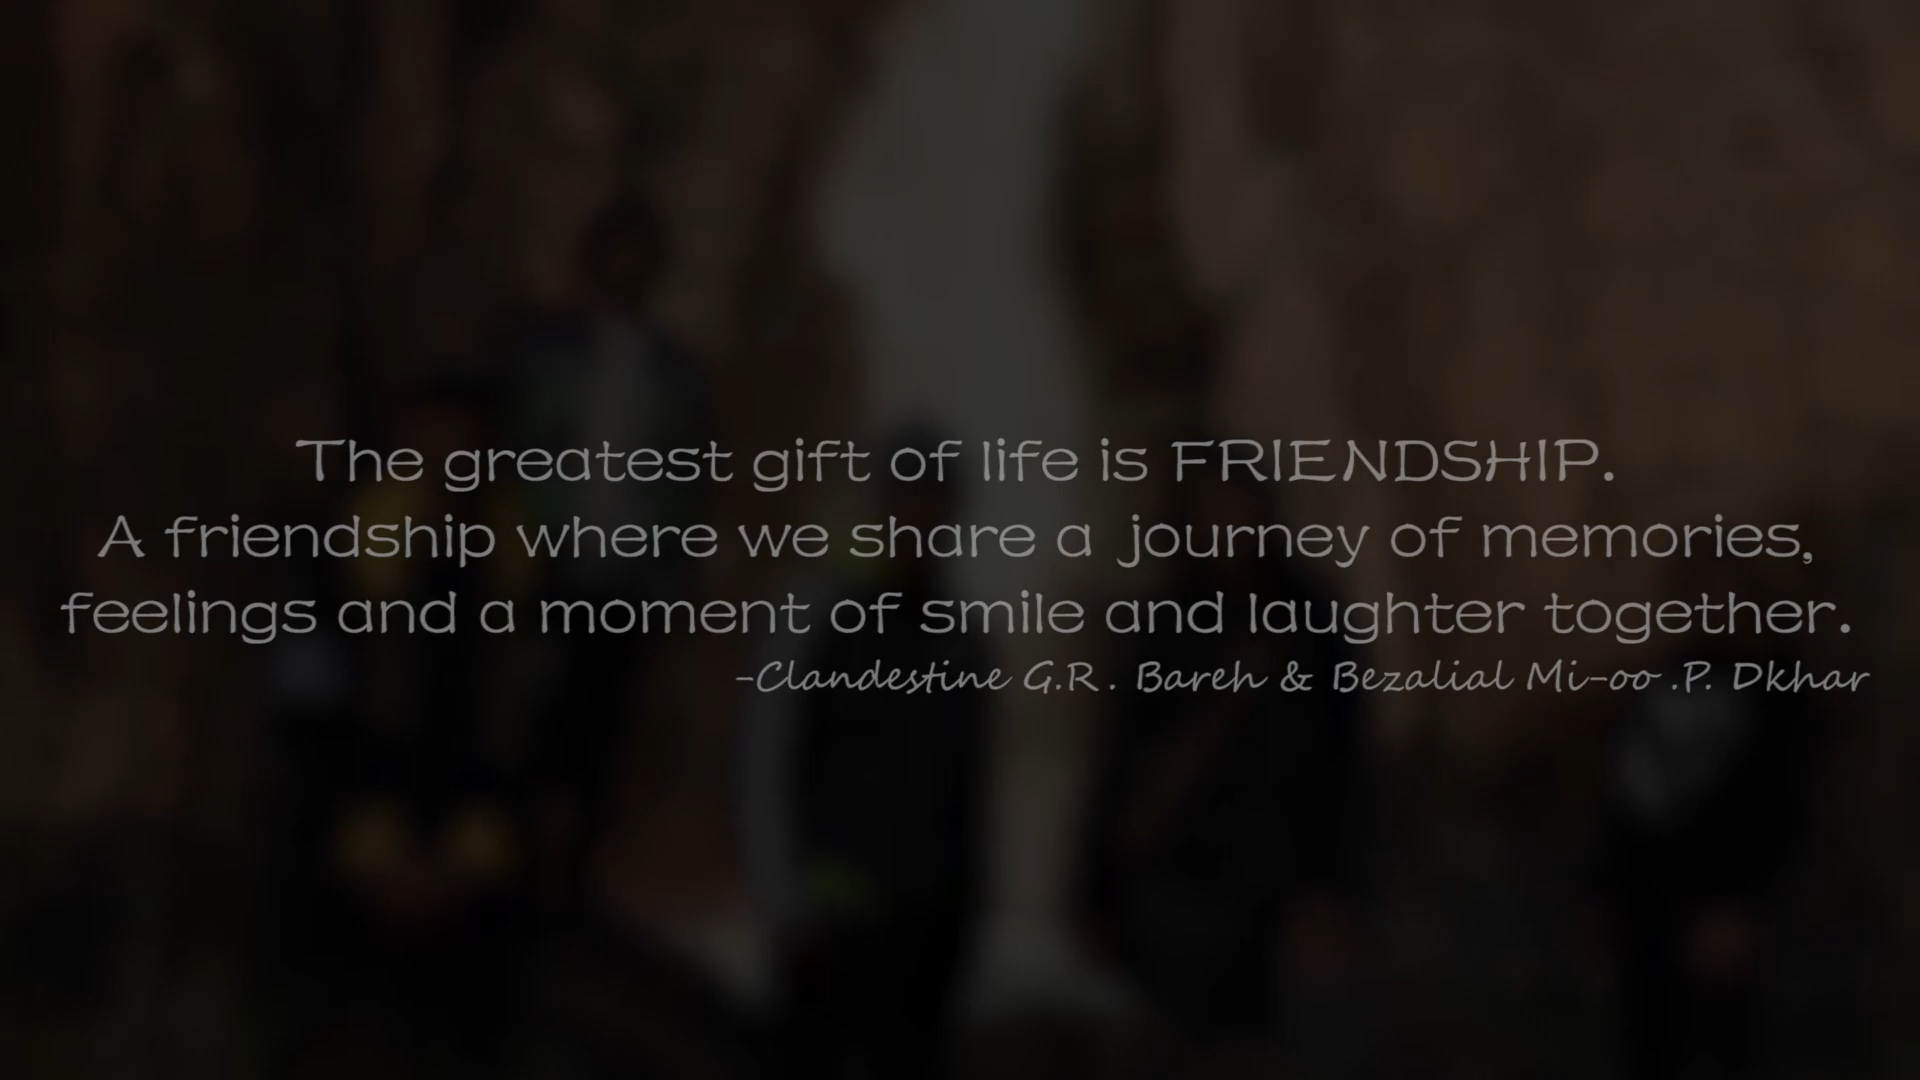 The greatest gift of life is FRIENDSHIP.
A friendship where we share a journey of memories,
feelings and a moment of smile and laughter together.
-Clandestine G.R. Bareh & Bezalial Mi-oo .P. Dkhar